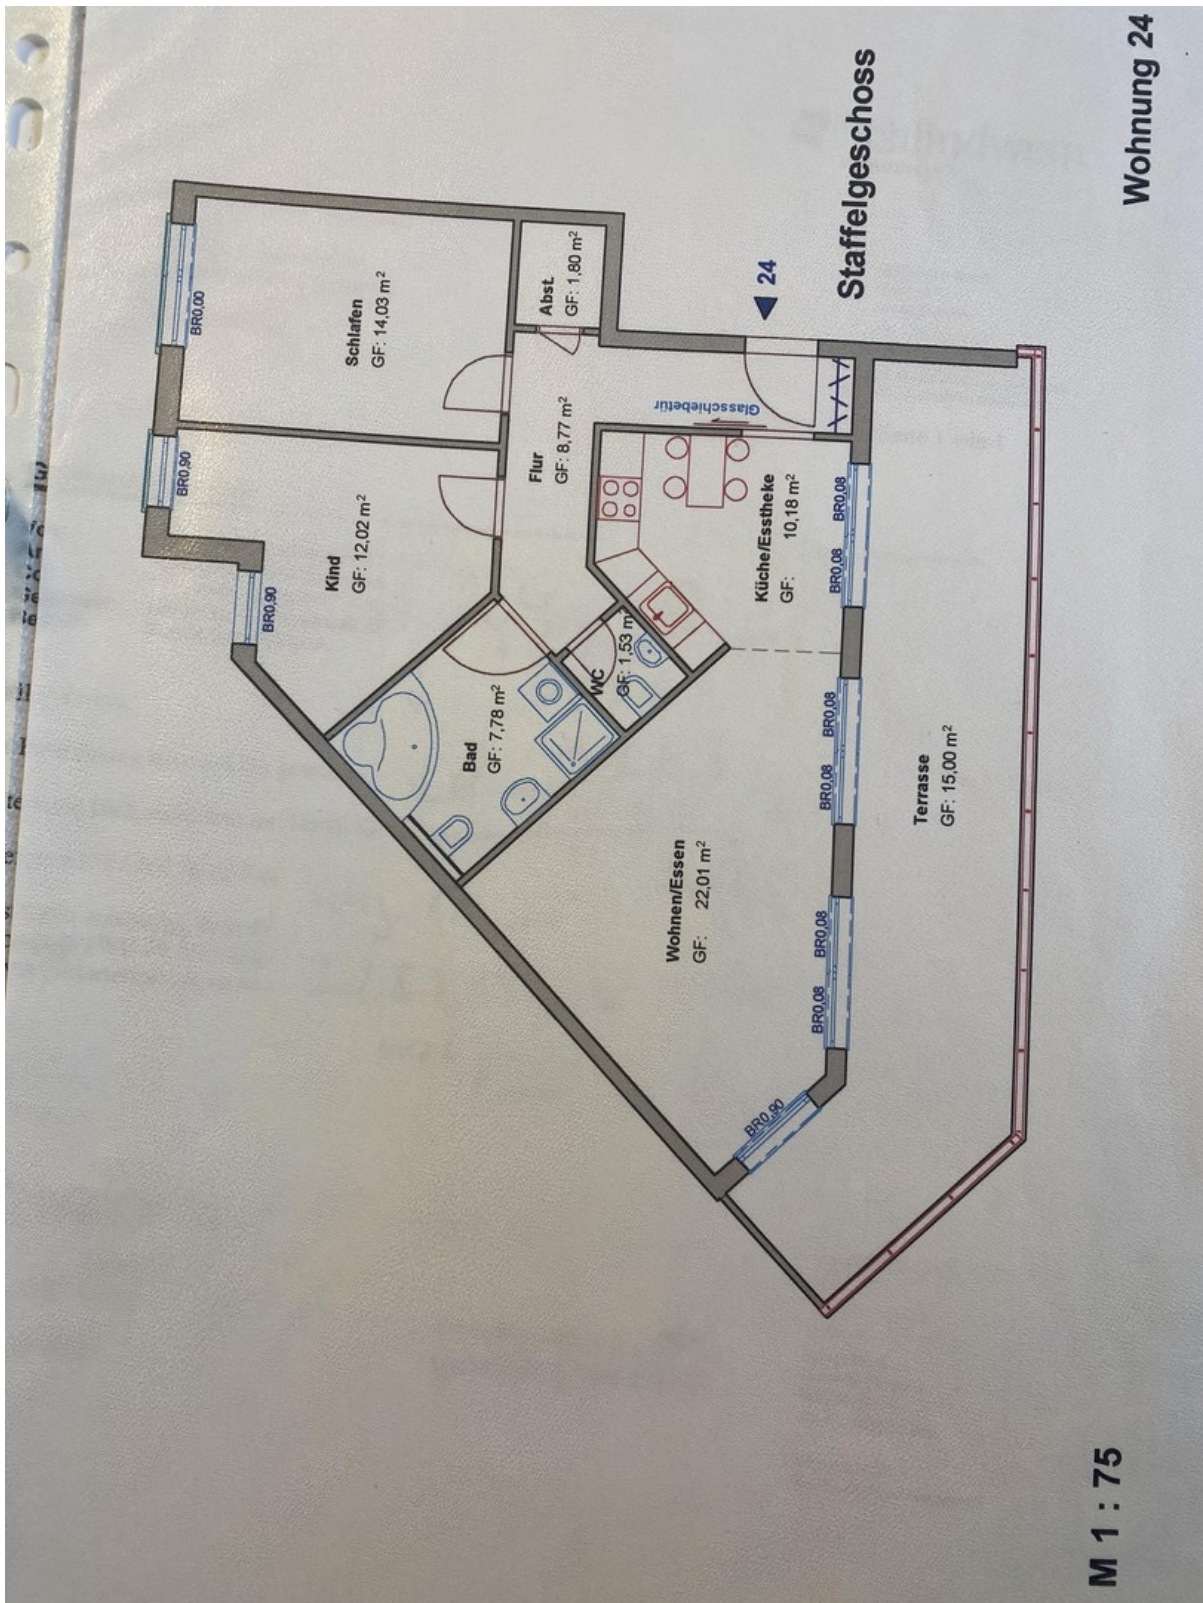 Wohnung 24
Staffelgeschoss
24
Schlafen
GF: 14,03 m²
Abst.
GF: 1,80 m²
Kind
GF: 12,02 m²
Flur
GF: 8,77 m²
Glasschiebetür
Küche/Esstheke
GF: 10,18 m²
WC
GF: 1,53 m²
Bad
GF: 7,78 m²
Wohnen/Essen
GF: 22,01 m²
Terrasse
GF: 15,00 m²
BR0,00
BR0,90
BR0,90
BR0,08
BR0,08
BR0,08
BR0,08
BR0,08
BR0,08
BR0,90
M 1 : 75